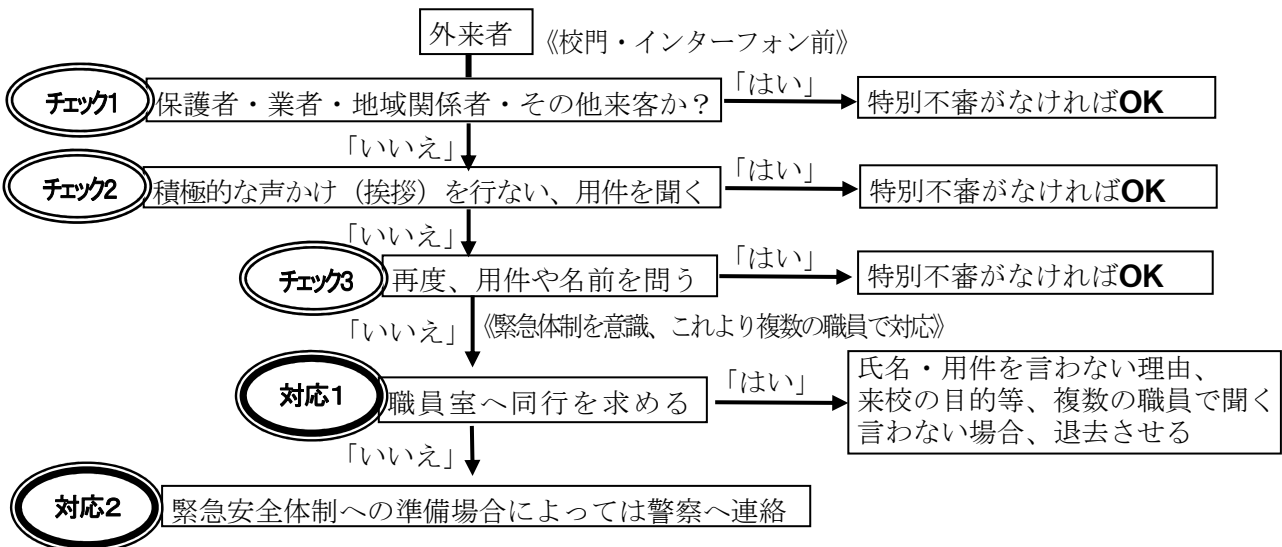 外来者 《校門・インターフォン前》
チェック1 保護者・業者・地域関係者・その他来客か？ 「はい」 特別不審がなければOK
「いいえ」
チェック2 積極的な声かけ（挨拶）を行ない、用件を聞く 「はい」 特別不審がなければOK
「いいえ」
チェック3 再度、用件や名前を問う 「はい」 特別不審がなければOK
「いいえ」 《緊急体制を意識、これより複数の職員で対応》
対応1 職員室へ同行を求める 「はい」
氏名・用件を言わない理由、
来校の目的等、複数の職員で聞く
言わない場合、退去させる
「いいえ」
対応2 緊急安全体制への準備場合によっては警察へ連絡